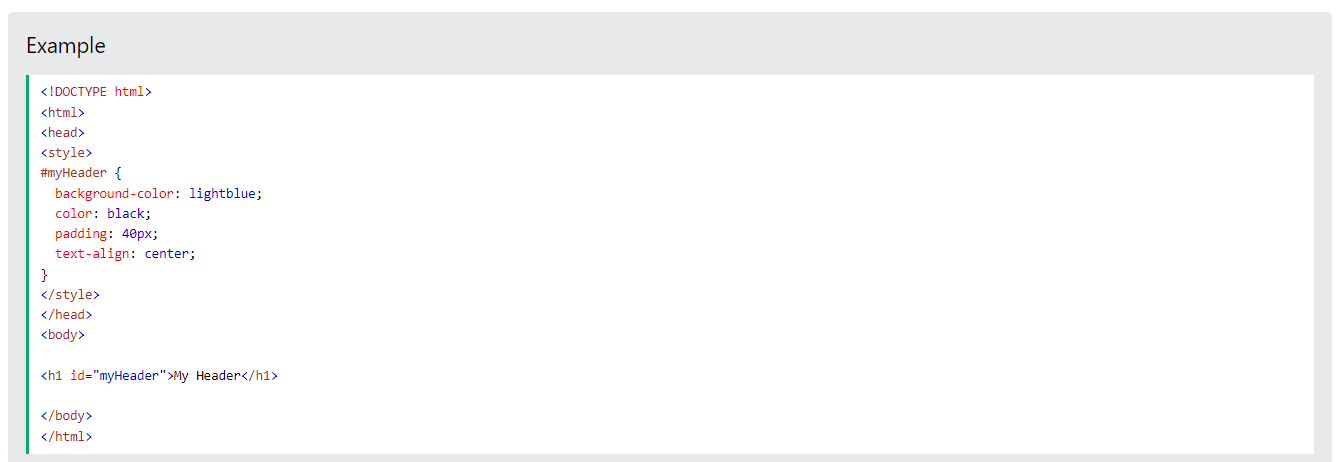 Example
<!DOCTYPE html>
<html>
<head>
<style>
#myHeader {
  background-color: lightblue;
  color: black;
  padding: 40px;
  text-align: center;
}
</style>
</head>
<body>

<h1 id="myHeader">My Header</h1>

</body>
</html>